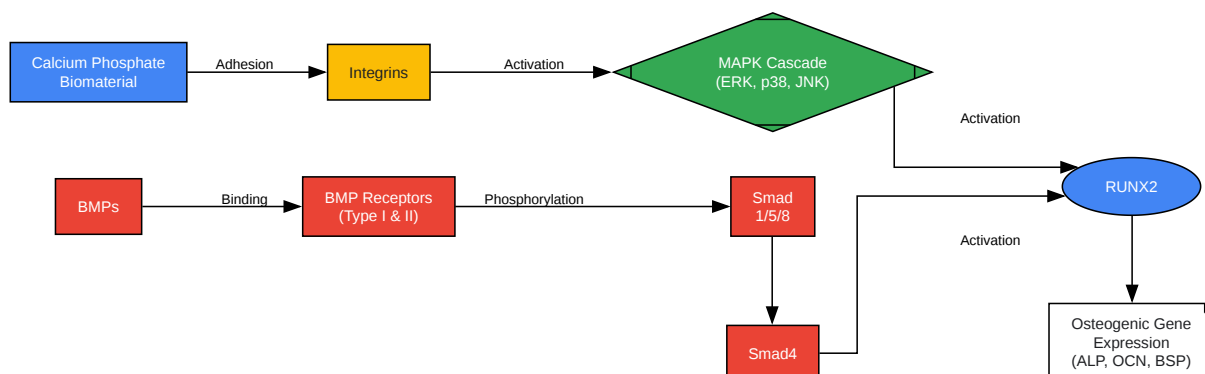 Calcium Phosphate
Biomaterial
Adhesion
Integrins
Activation
MAPK Cascade
(ERK, p38, JNK)
Activation
BMPs
Binding
BMP Receptors
(Type I & II)
Phosphorylation
Smad
1/5/8
RUNX2
Activation
Smad4
Osteogenic Gene
Expression
(ALP, OCN, BSP)